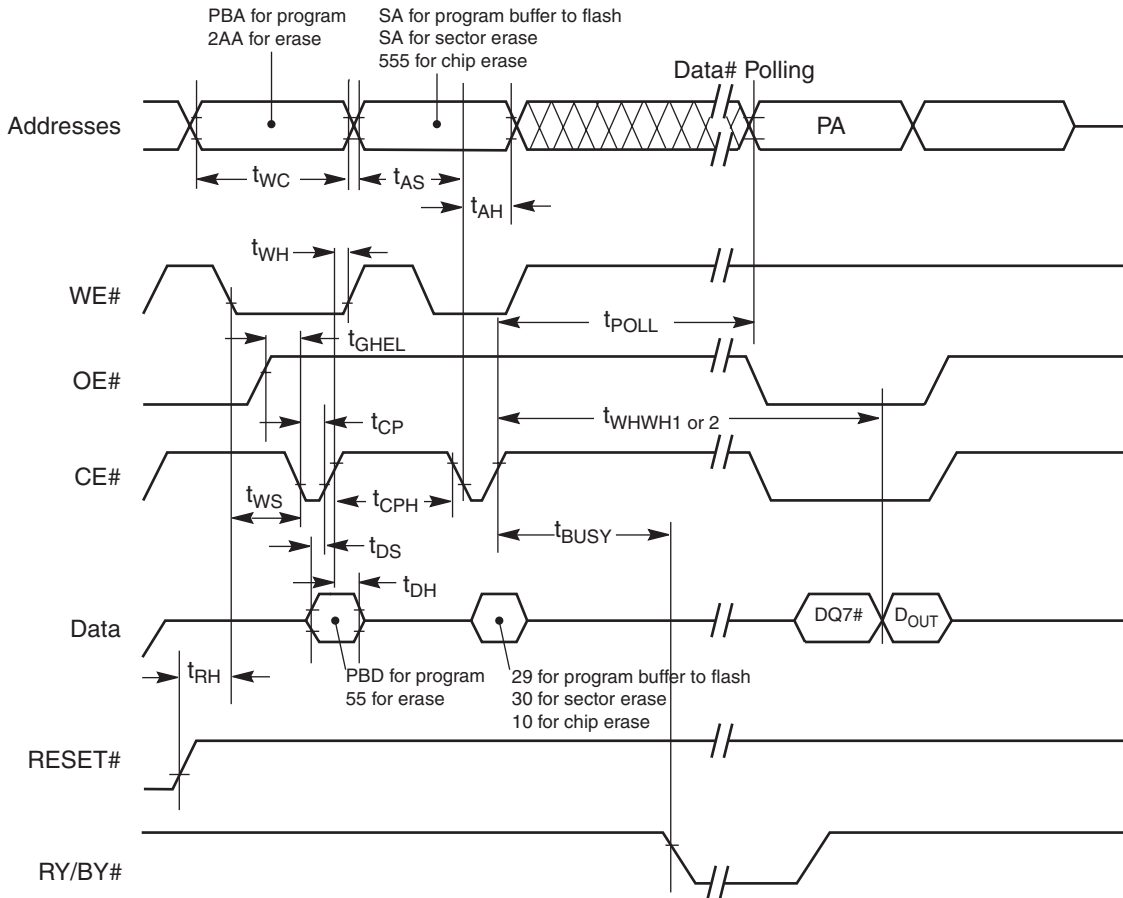 PBA for program
2AA for erase
SA for program buffer to flash
SA for sector erase
555 for chip erase
Data# Polling
Addresses
PA
tWC
tAS
tAH
tWH
WE#
tPOLL
tGHEL
OE#
tWHWH1 or 2
tCP
CE#
tWS
tCPH
tBUSY
tDS
tDH
Data
DQ7#
DOUT
tRH
PBD for program
55 for erase
29 for program buffer to flash
30 for sector erase
10 for chip erase
RESET#
RY/BY#